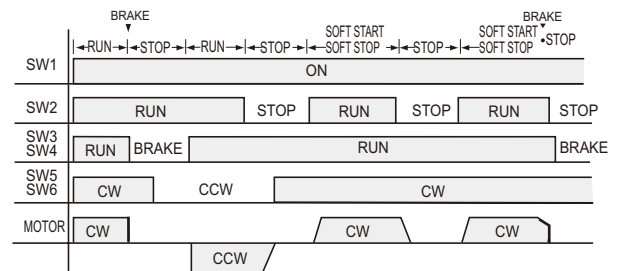 BRAKE BRAKE
SOFT START SOFT START
RUN STOP RUN STOP SOFT STOP STOP SOFT STOP •STOP
SW1 ON
SW2 RUN STOP RUN STOP RUN STOP
SW3
SW4 RUN BRAKE RUN BRAKE
SW5
SW6 CW CCW CW
MOTOR CW CW CW
CCW